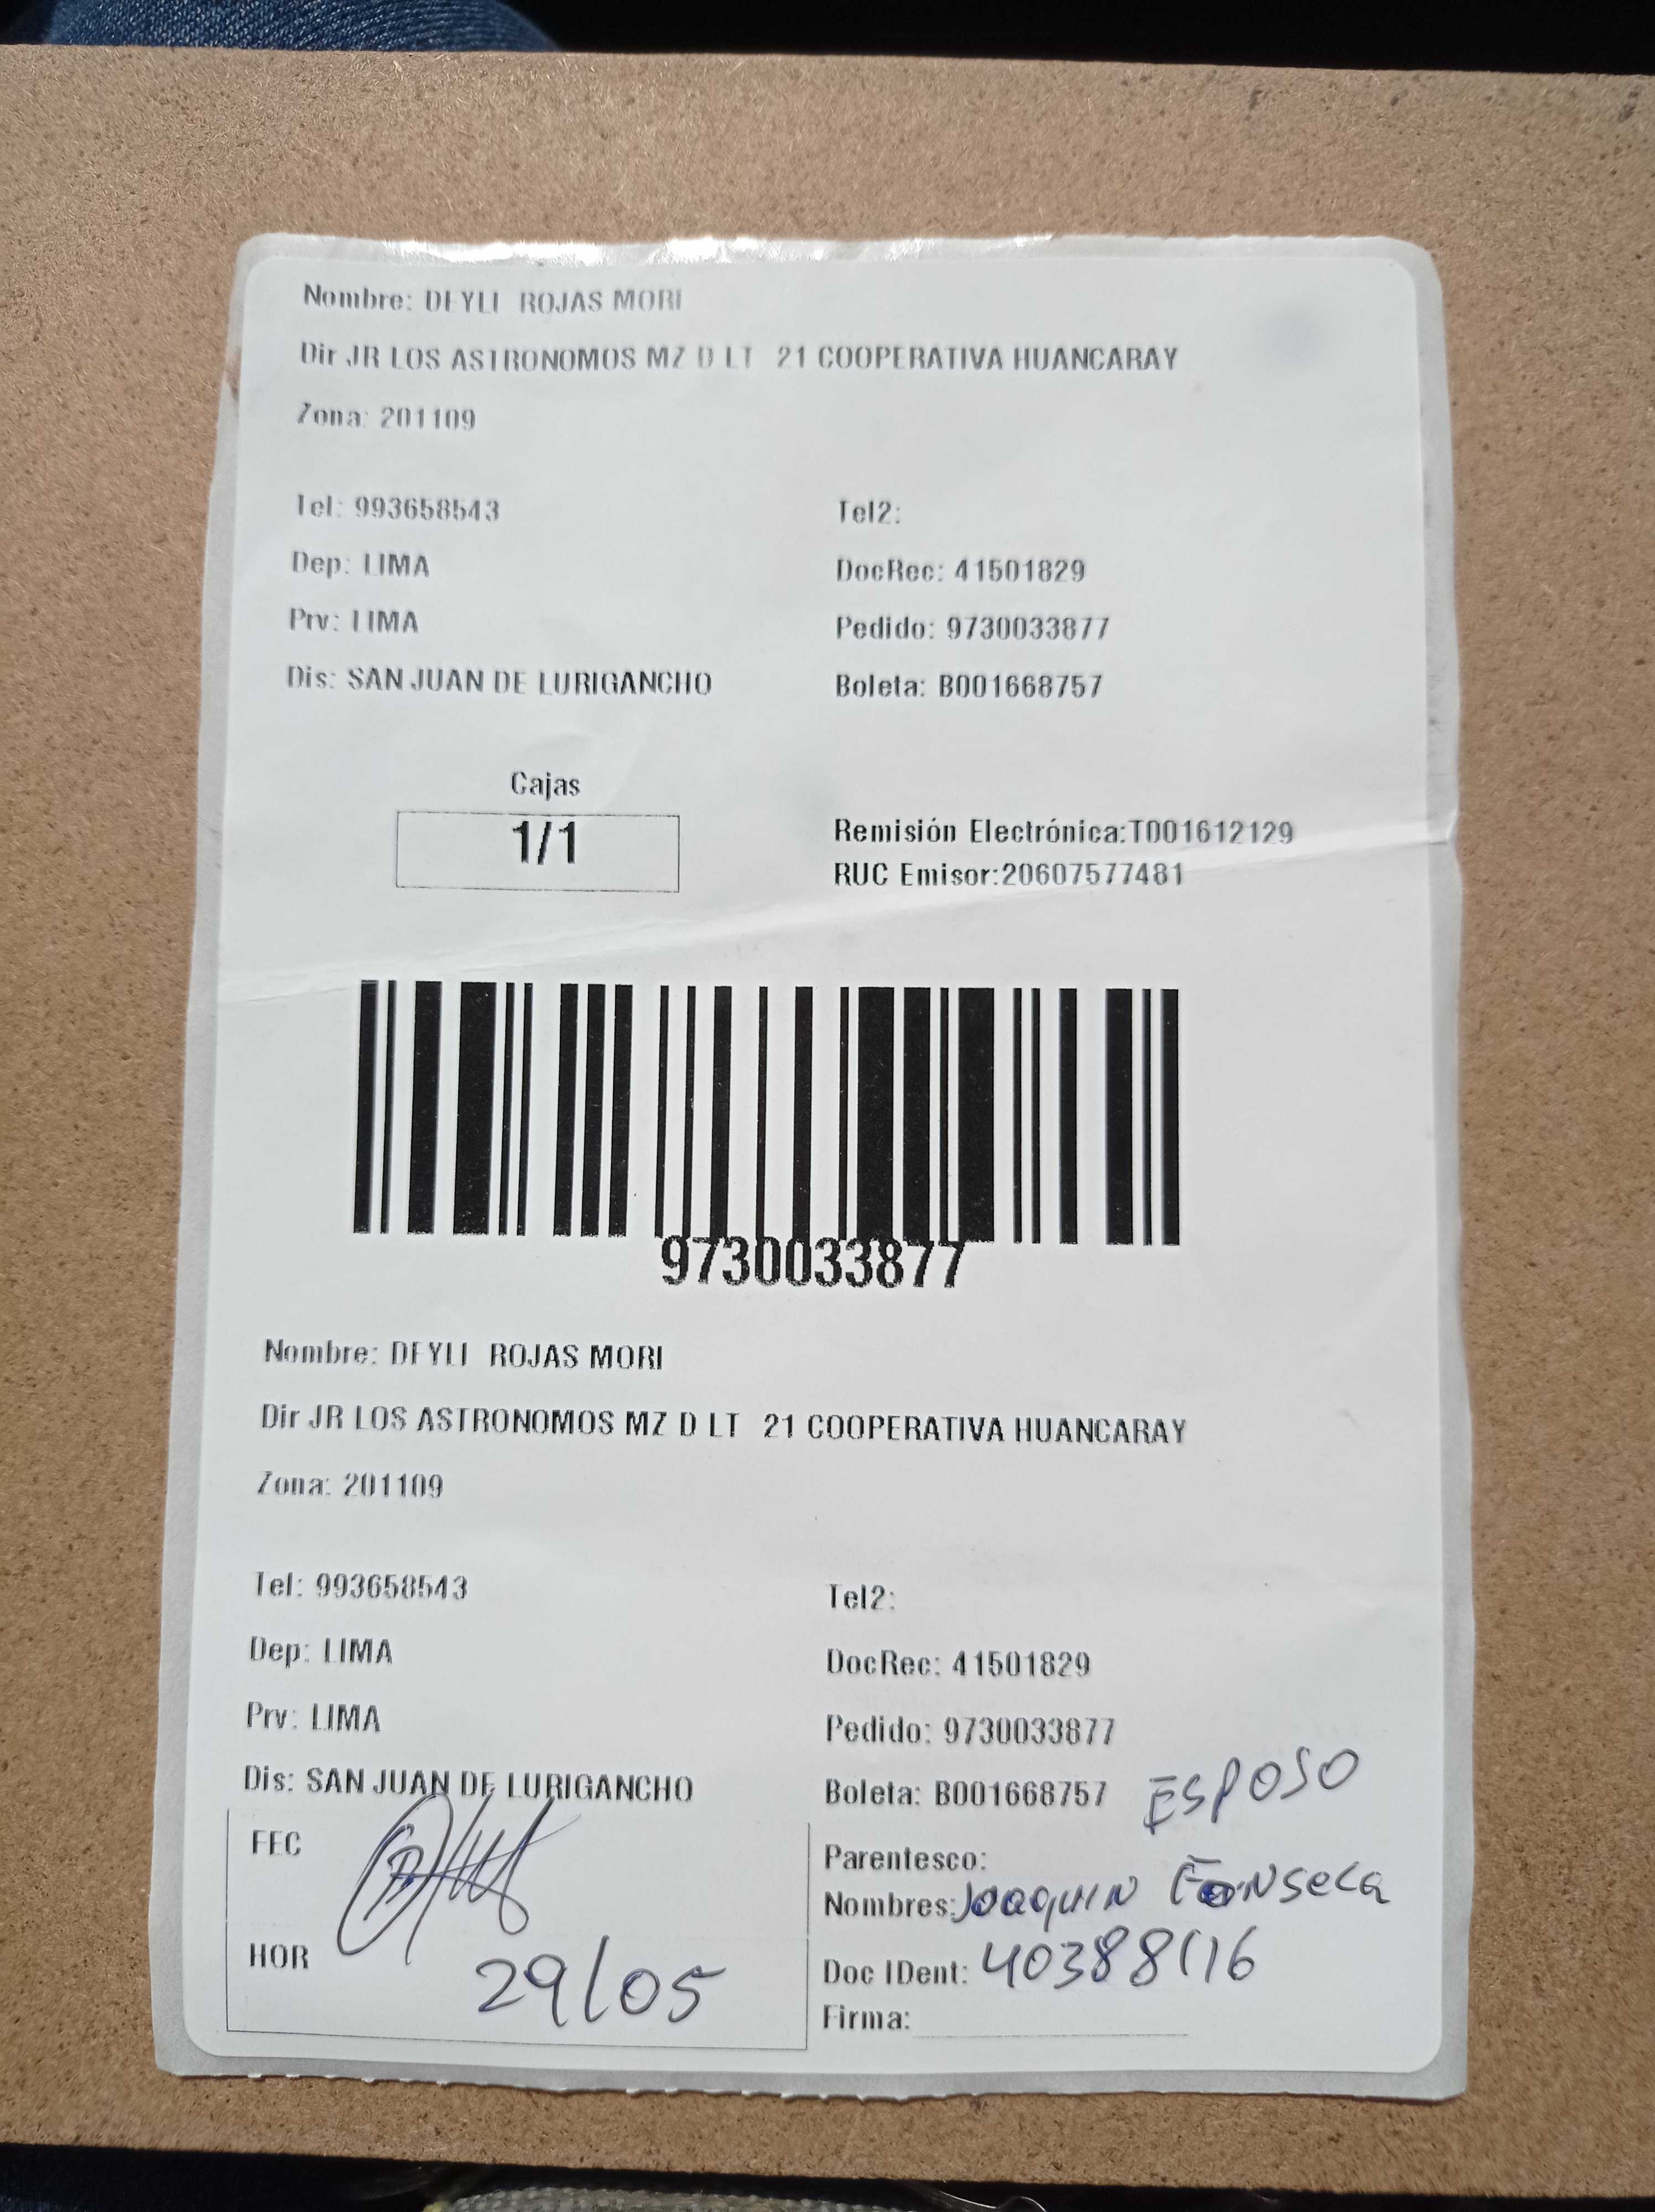 Nombre: DEYLI ROJAS MORI
Dir JR LOS ASTRONOMOS MZ D LT 21 COOPERATIVA HUANCARAY
Zona: 201109
Tel: 993658543 Tel2:
Dep: LIMA DocRec: 41501829
Prv: LIMA Pedido: 9730033877
Dis: SAN JUAN DE LURIGANCHO Boleta: B001668757
Cajas
1/1
Remisión Electrónica:T001612129
RUC Emisor:20607577481
9730033877
Nombre: DEYLI ROJAS MORI
Dir JR LOS ASTRONOMOS MZ D LT 21 COOPERATIVA HUANCARAY
Zona: 201109
Tel: 993658543 Tel2:
Dep: LIMA DocRec: 41501829
Prv: LIMA Pedido: 9730033877
Dis: SAN JUAN DE LURIGANCHO Boleta: B001668757
FEC
HOR 29/05
Parentesco: ESPOSO
Nombres: Joaquin Fonseca
Doc IDent: 40388116
Firma: